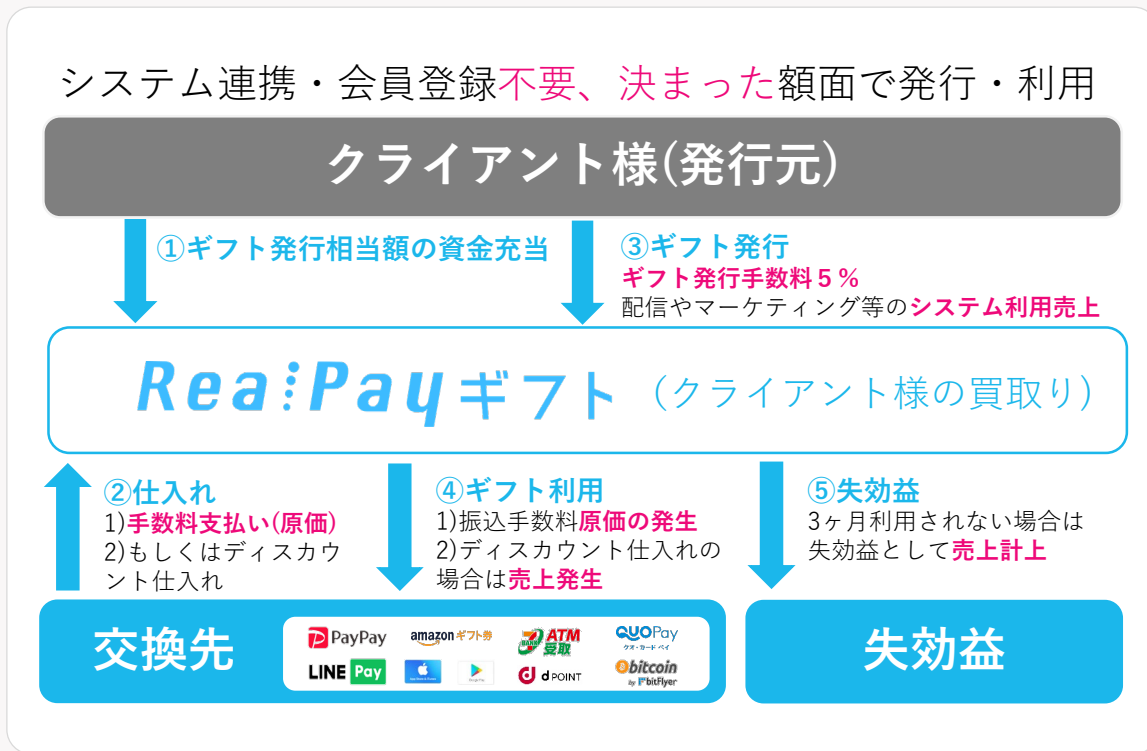 システム連携・会員登録不要、決まった額面で発行・利用
クライアント様(発行元)
①ギフト発行相当額の資金充当
③ギフト発行
ギフト発行手数料5%
配信やマーケティング等のシステム利用売上
RealPayギフト（クライアント様の買取り）
②仕入れ
1)手数料支払い(原価)
2)もしくはディスカウ
ント仕入れ
④ギフト利用
1)振込手数料原価の発生
2)ディスカウント仕入れの
場合は売上発生
⑤失効益
3ヶ月利用されない場合は
失効益として売上計上
交換先
PayPay
amazonギフト券
BANK ATM
受取
QUOPay
クオ・カード ペイ
LINE Pay
d POINT
bitcoin
by bitFlyer
失効益